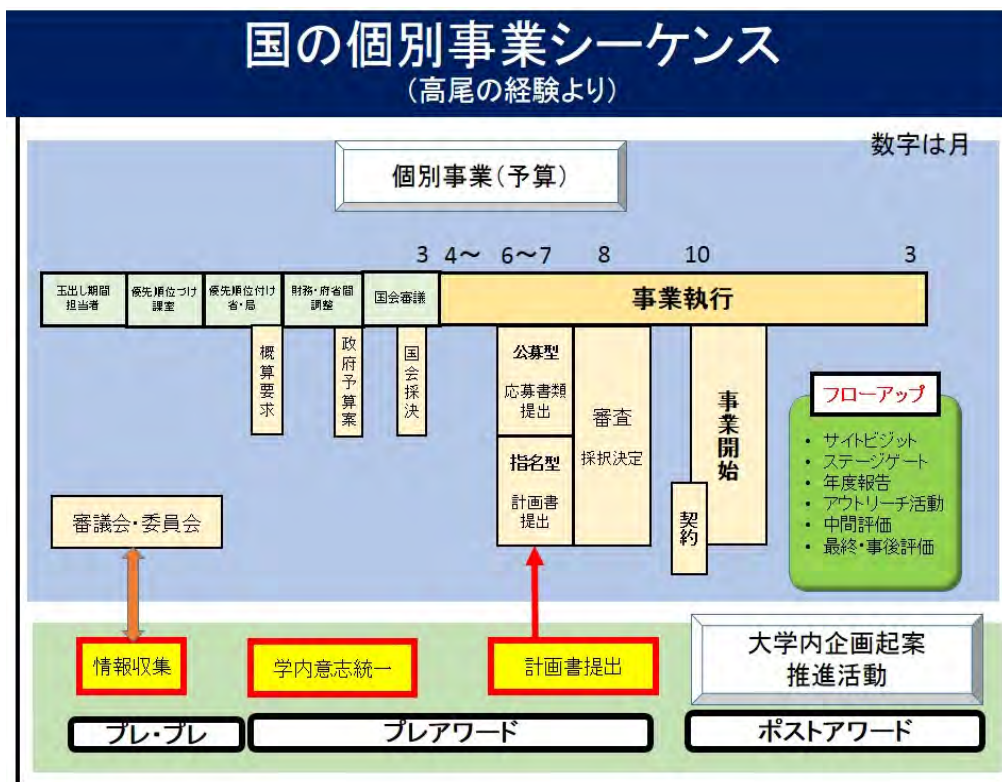 国の個別事業シーケンス
(高尾の経験より)
数字は月
個別事業(予算)
3 4～ 6～7 8 10 3
玉出し期間
担当者
優先順位づけ
課室
優先順位付け
省・局
財務・府省間
調整
国会審議
事業執行
概算要求
政府予算案
国会採決
公募型
応募書類
提出
指名型
計画書
提出
審査
採択決定
事業開始
契約
フローアップ
• サイトビジット
• ステージゲート
• 年度報告
• アウトリーチ活動
• 中間評価
• 最終・事後評価
審議会・委員会
情報収集
学内意志統一
計画書提出
大学内企画起案
推進活動
プレ・プレ
プレアワード
ポストアワード